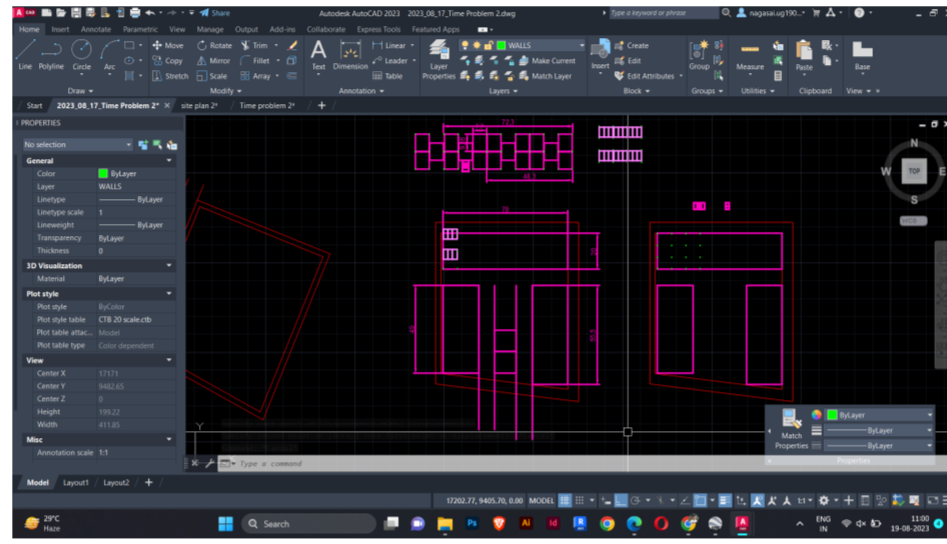 Share
Autodesk AutoCAD 2023 2023_08_17_Time Problem 2.dwg
Type a keyword or phrase
nagasai.ug190...
Home Insert Annotate Parametric View Manage Output Add-ins Collaborate Express Tools Featured Apps
Line Polyline Circle Arc
Move Rotate Trim
Copy Mirror Fillet
Stretch Scale Array
Text Dimension
Linear
Leader
Table
Layer Properties
WALLS
Make Current
Match Layer
Insert
Create
Edit
Edit Attributes
Group
Measure
Paste
Base
Draw Modify Annotation Layers Block Groups Utilities Clipboard View
Start 2023_08_17_Time Problem 2* site plan 2* Time problem 2*
PROPERTIES
No selection
General
Color ByLayer
Layer WALLS
Linetype ByLayer
Linetype scale 1
Lineweight ByLayer
Transparency ByLayer
Thickness 0
3D Visualization
Material ByLayer
Plot style
Plot style ByColor
Plot style table CTB 20 scale.ctb
Plot table attac... Model
Plot table type Color dependent
View
Center X 17171
Center Y 9482.65
Center Z 0
Height 199.22
Width 411.85
Misc
Annotation scale 1:1
72.3
48.5
70
20
N
W TOP E
S
WCS
Y
ByLayer
ByLayer
ByLayer
Match Properties
Properties
Type a command
Model Layout1 Layout2
17202.77, 9405.70, 0.00 MODEL 1:1
29°C
Haze
Search
ENG
IN
11:00
19-08-2023